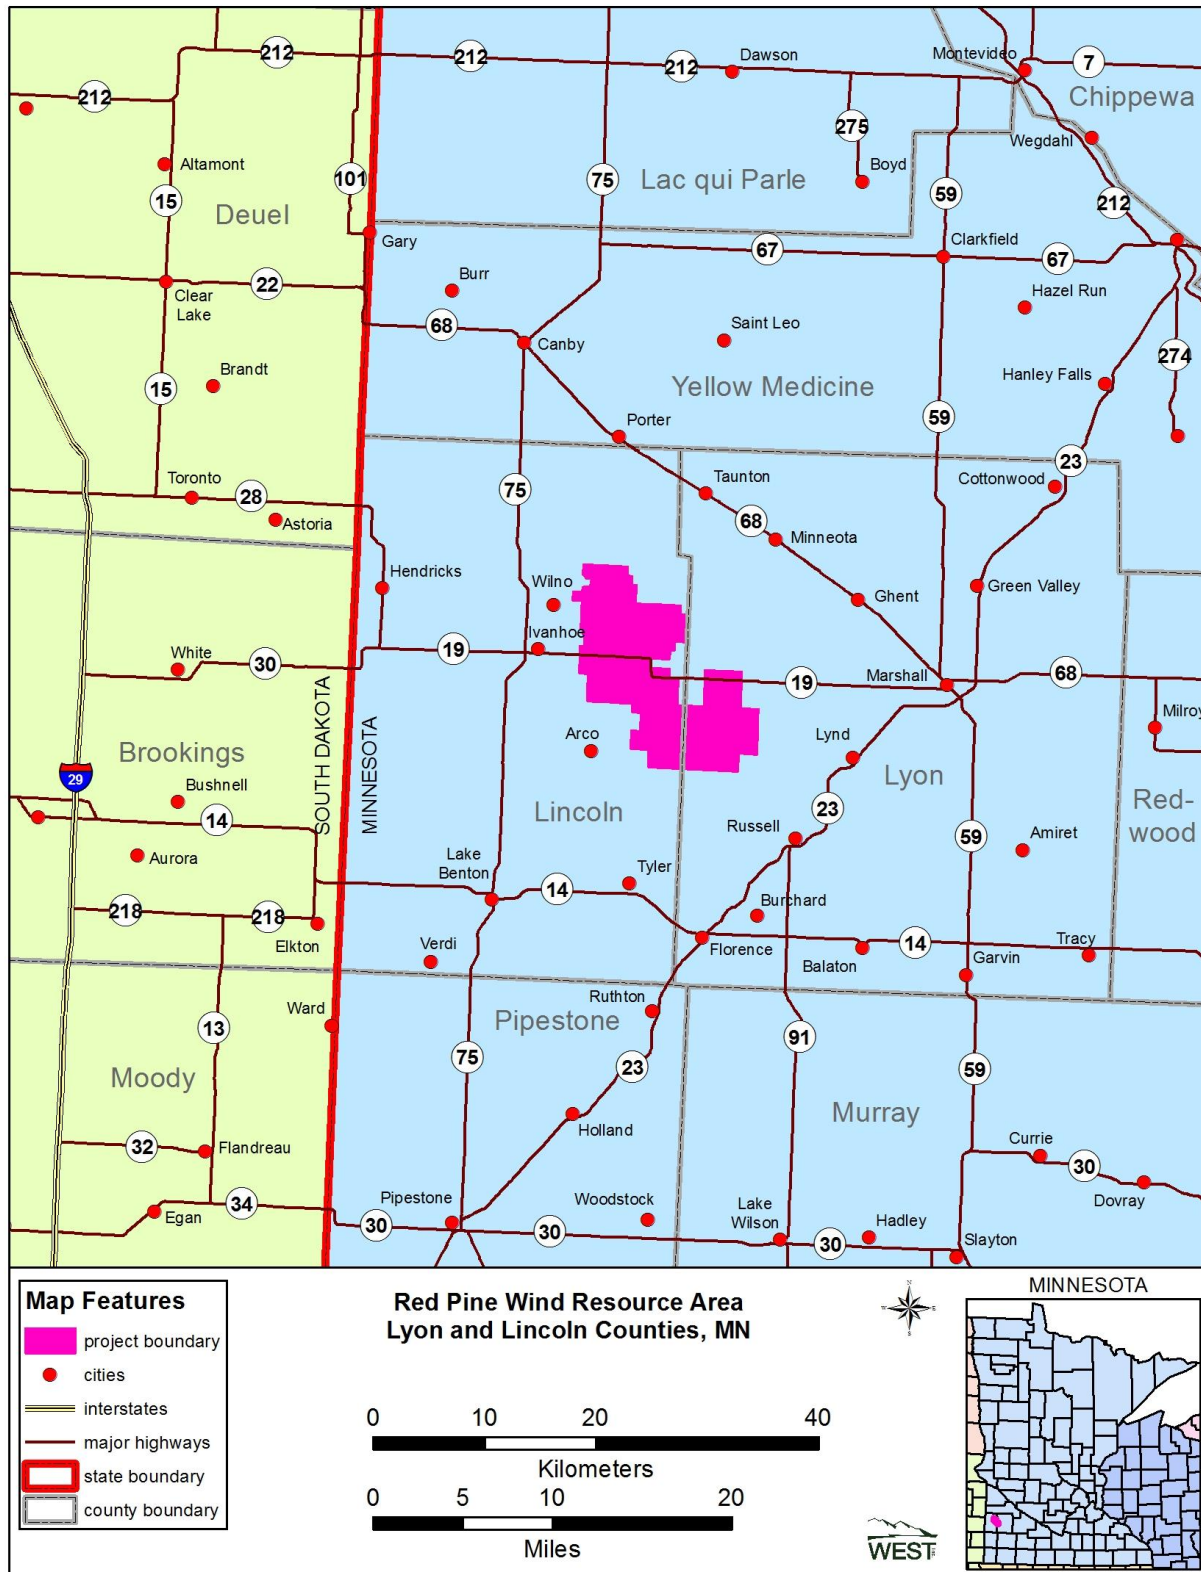 212
212
212
212
Dawson
Montevideo
7
Chippewa
Wegdahl
275
Boyd
Altamont
101
75
Lac qui Parle
59
212
15
Deuel
Gary
67
Clarkfield
67
Clear
Lake
22
Burr
Hazel Run
68
Canby
Saint Leo
274
Brandt
15
Yellow Medicine
Hanley Falls
59
Porter
23
Toronto
28
Astoria
75
Taunton
68
Minneota
Cottonwood
Hendricks
Wilno
Ghent
Green Valley
White
30
19
Ivanhoe
19
Marshall
68
Milroy
SOUTH DAKOTA
MINNESOTA
Brookings
29
Bushnell
Arco
Lynd
Lyon
Lincoln
23
Red-
wood
14
Russell
59
Amiret
Aurora
Lake
Benton
14
Tyler
Burchard
218
218
Elkton
Verdi
Florence
Balaton
14
Tracy
Garvin
Ward
Ruthton
Pipestone
13
75
23
91
59
Moody
Murray
Holland
32
Flandreau
Currie
30
Dovray
Egan
34
Pipestone
30
Woodstock
30
Lake
Wilson
30
Hadley
Slayton
Map Features
project boundary
cities
interstates
major highways
state boundary
county boundary
Red Pine Wind Resource Area
Lyon and Lincoln Counties, MN
0 10 20 40
Kilometers
0 5 10 20
Miles
WEST
MINNESOTA